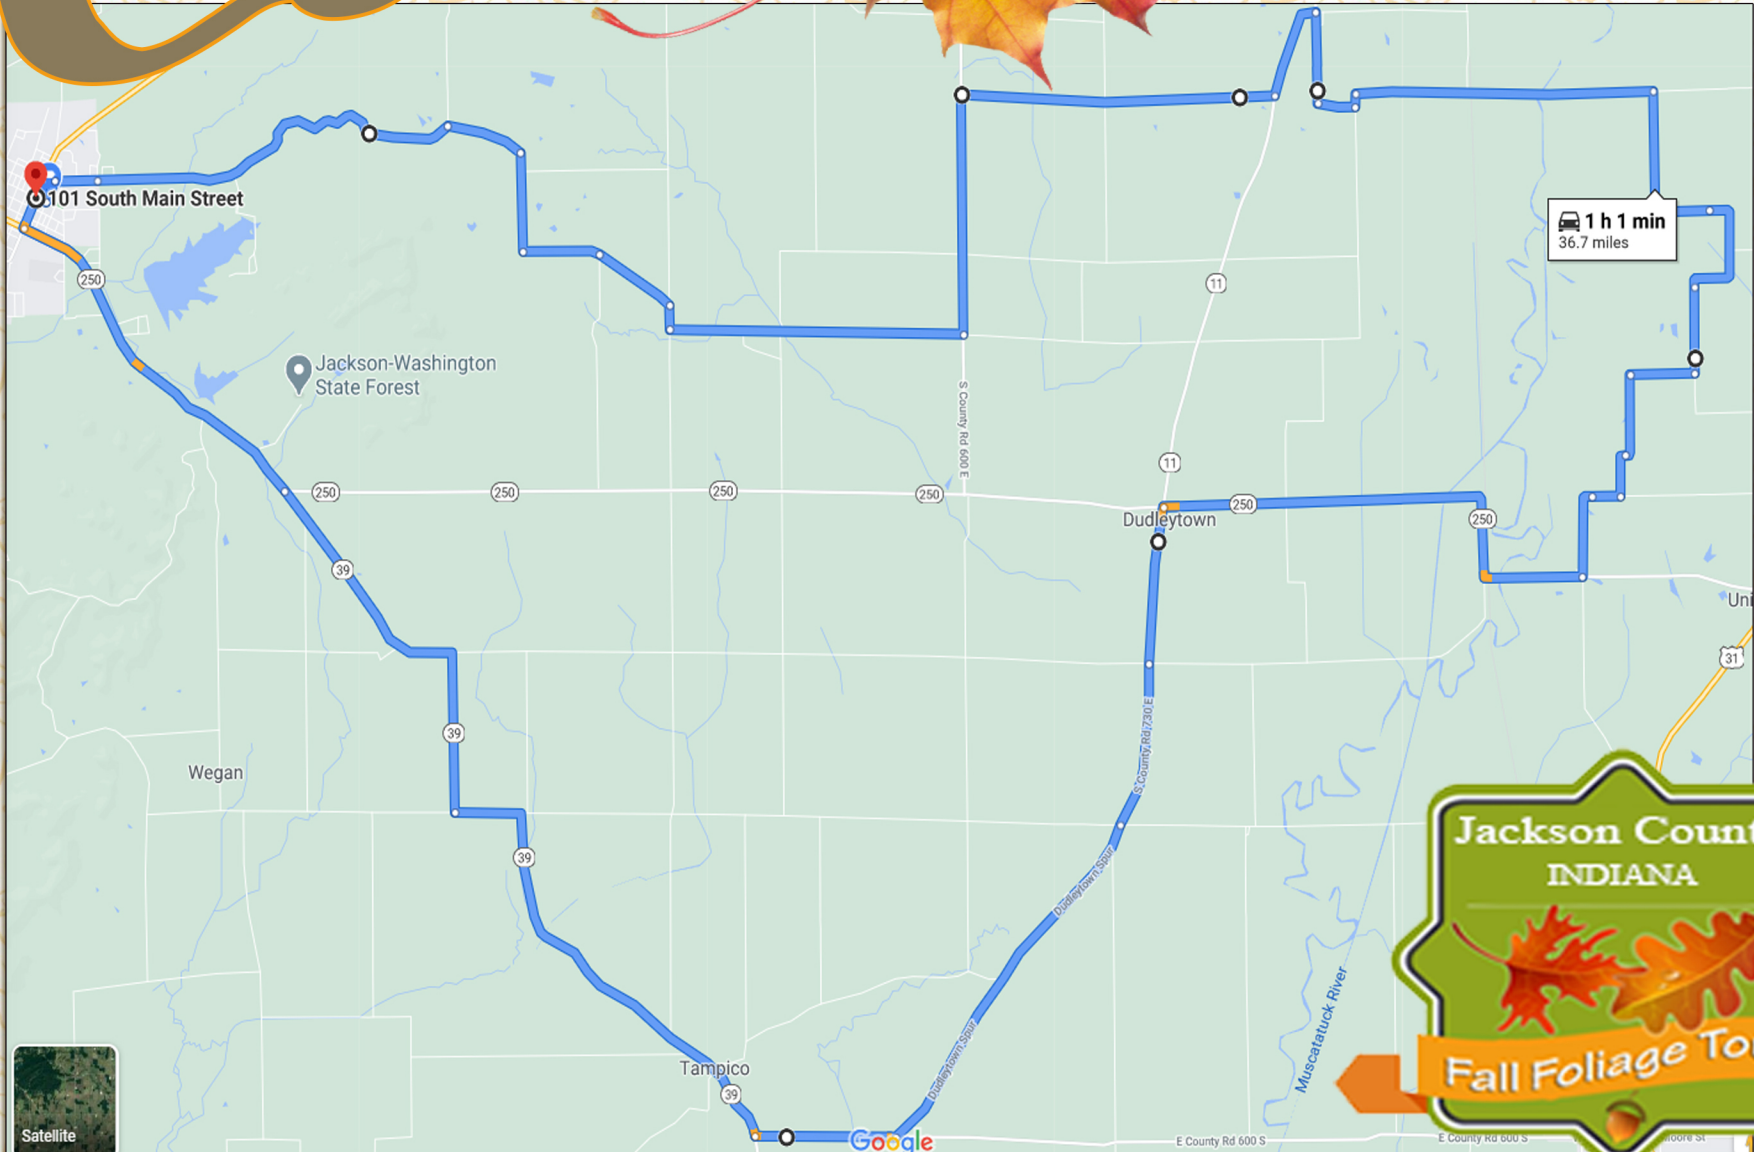 101 South Main Street
250
1 h 1 min
36.7 miles
11
Jackson-Washington
State Forest
S County Rd 600 E
11
250
250
250
250
Dudleytown
250
250
39
Uni
31
S County Rd 730 E
39
Wegan
Jackson Count
INDIANA
39
Dudleytown Spur
Muscatatuck River
Dudleytown Spur
Tampico
39
Fall Foliage To
Satellite
Google
E County Rd 600 S
E County Rd 600 S
oore St